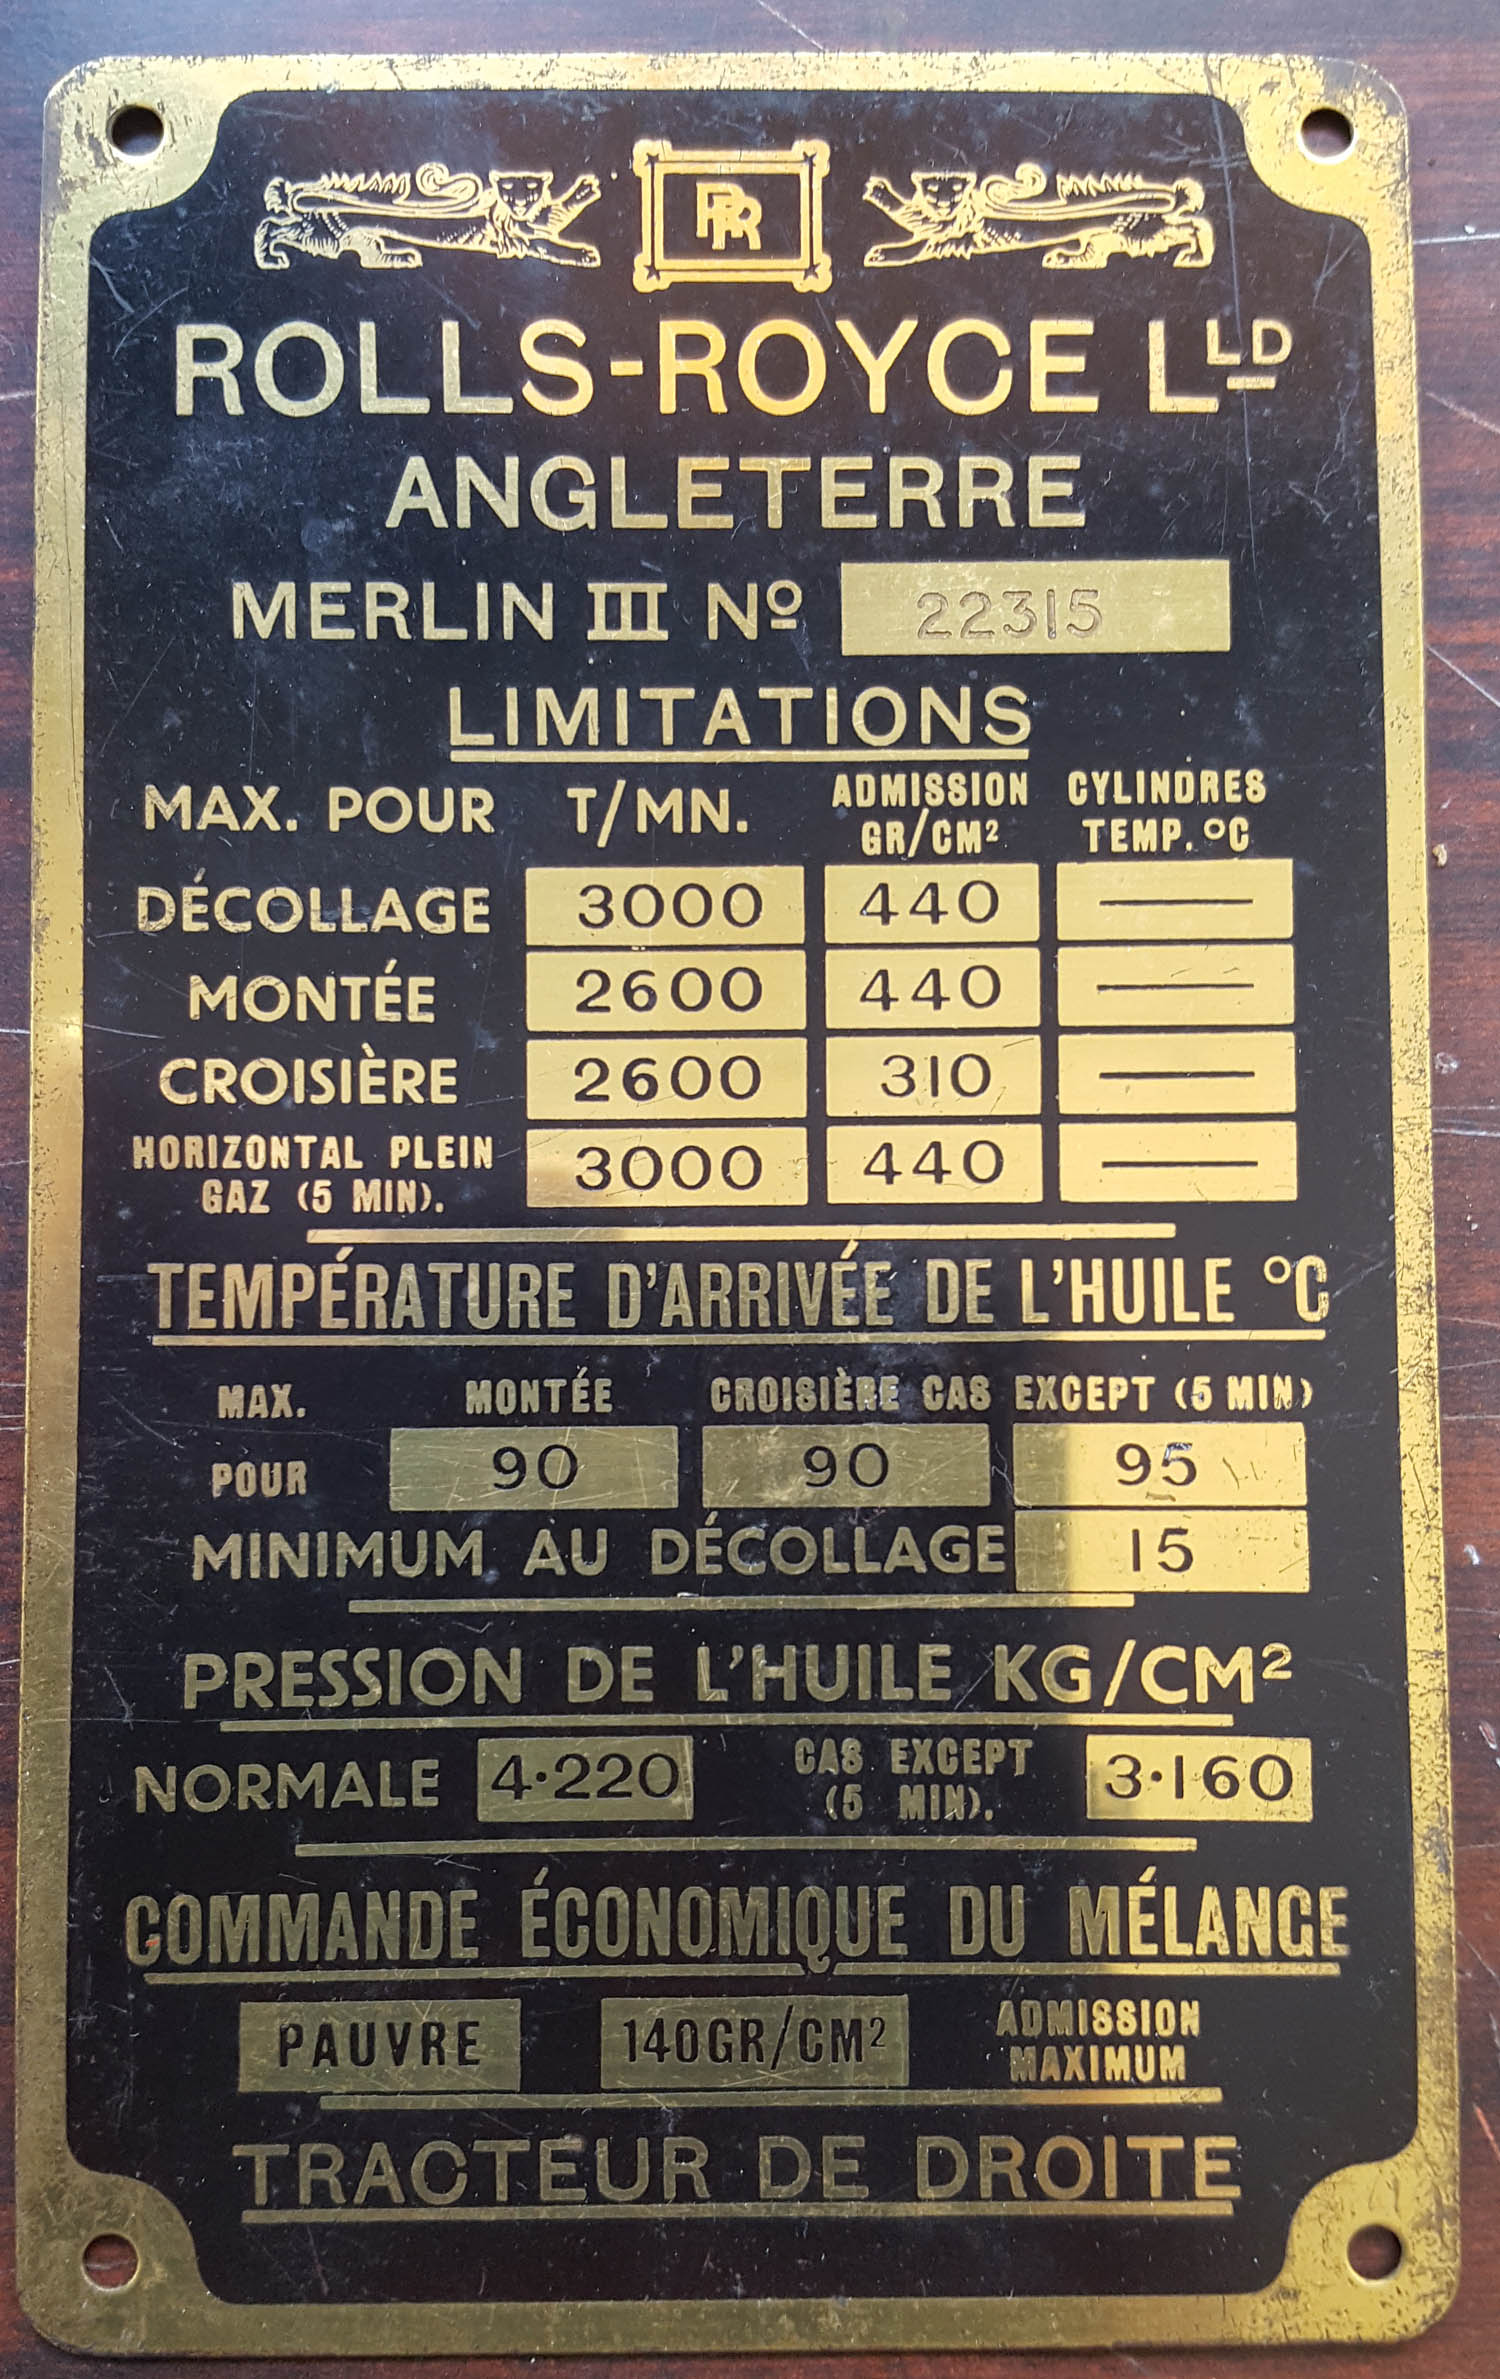 RR
ROLLS-ROYCE LLD
ANGLETERRE
MERLIN III Nº 22315
LIMITATIONS
MAX. POUR T/MN. ADMISSION GR/CM² CYLINDRES TEMP. ºC
DÉCOLLAGE 3000 440 —
MONTÉE 2600 440 —
CROISIÈRE 2600 310 —
HORIZONTAL PLEIN GAZ (5 MIN). 3000 440 —
TEMPÉRATURE D'ARRIVÉE DE L'HUILE ºC
MAX. POUR MONTÉE CROISIÈRE CAS EXCEPT (5 MIN)
90 90 95
MINIMUM AU DÉCOLLAGE 15
PRESSION DE L'HUILE KG/CM²
NORMALE 4·220 CAS EXCEPT (5 MIN). 3·160
COMMANDE ÉCONOMIQUE DU MÉLANGE
PAUVRE 140GR/CM² ADMISSION MAXIMUM
TRACTEUR DE DROITE